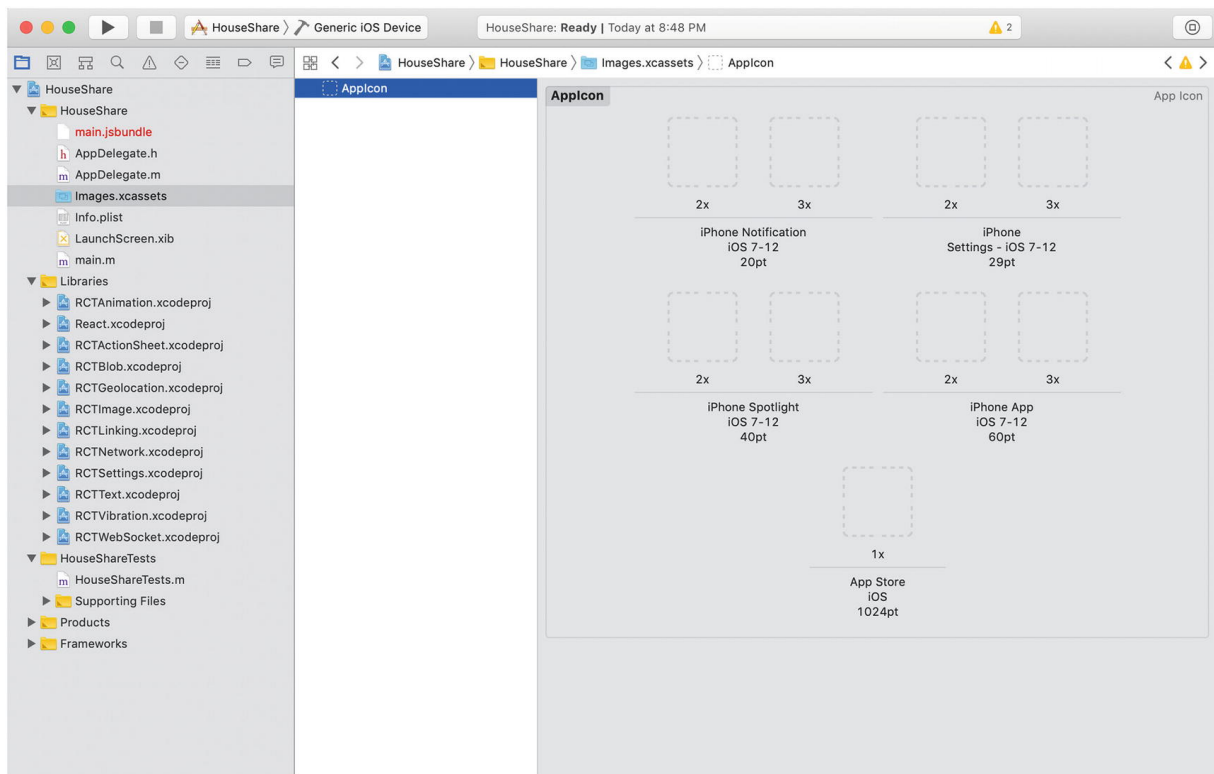 HouseShare 〉 Generic iOS Device
HouseShare: Ready | Today at 8:48 PM
2
HouseShare 〉 HouseShare 〉 Images.xcassets 〉 AppIcon
HouseShare
HouseShare
main.jsbundle
h AppDelegate.h
m AppDelegate.m
Images.xcassets
Info.plist
LaunchScreen.xib
m main.m
Libraries
RCTAnimation.xcodeproj
React.xcodeproj
RCTActionSheet.xcodeproj
RCTBlob.xcodeproj
RCTGeolocation.xcodeproj
RCTImage.xcodeproj
RCTLinking.xcodeproj
RCTNetwork.xcodeproj
RCTSettings.xcodeproj
RCTText.xcodeproj
RCTVibration.xcodeproj
RCTWebSocket.xcodeproj
HouseShareTests
m HouseShareTests.m
Supporting Files
Products
Frameworks
AppIcon
AppIcon
App Icon
2x 3x
iPhone Notification
iOS 7-12
20pt
2x 3x
iPhone
Settings - iOS 7-12
29pt
2x 3x
iPhone Spotlight
iOS 7-12
40pt
2x 3x
iPhone App
iOS 7-12
60pt
1x
App Store
iOS
1024pt